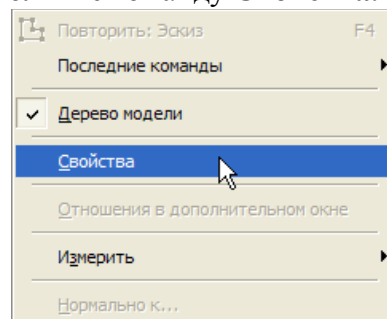 Повторить: Эскиз F4
Последние команды
Дерево модели
Свойства
Отношения в дополнительном окне
Измерить
Нормально к...